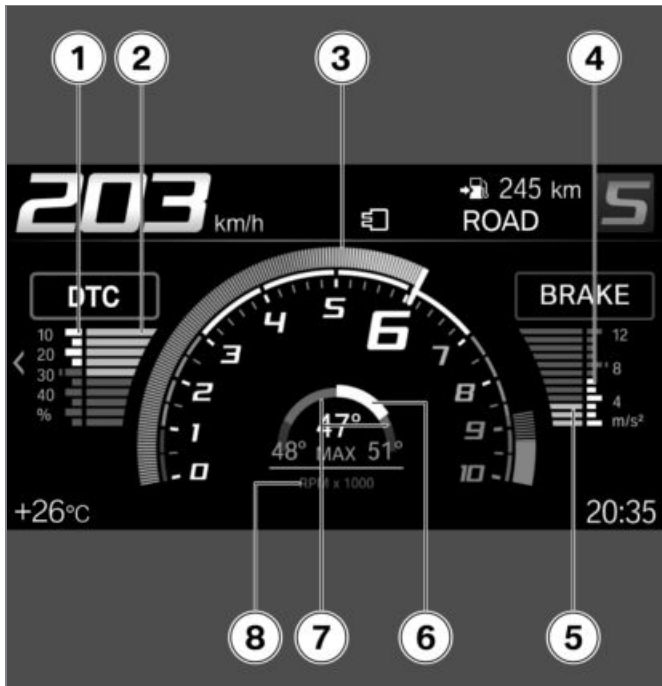 1 2 3 4
203 km/h
245 km
ROAD
5
DTC
BRAKE
10
20
30
40
%
12
8
4
m/s²
0 1 2 3 4 5 6 7 8 9 10
47°
48° MAX 51°
RPM x 1000
+26°C
20:35
8 7 6 5